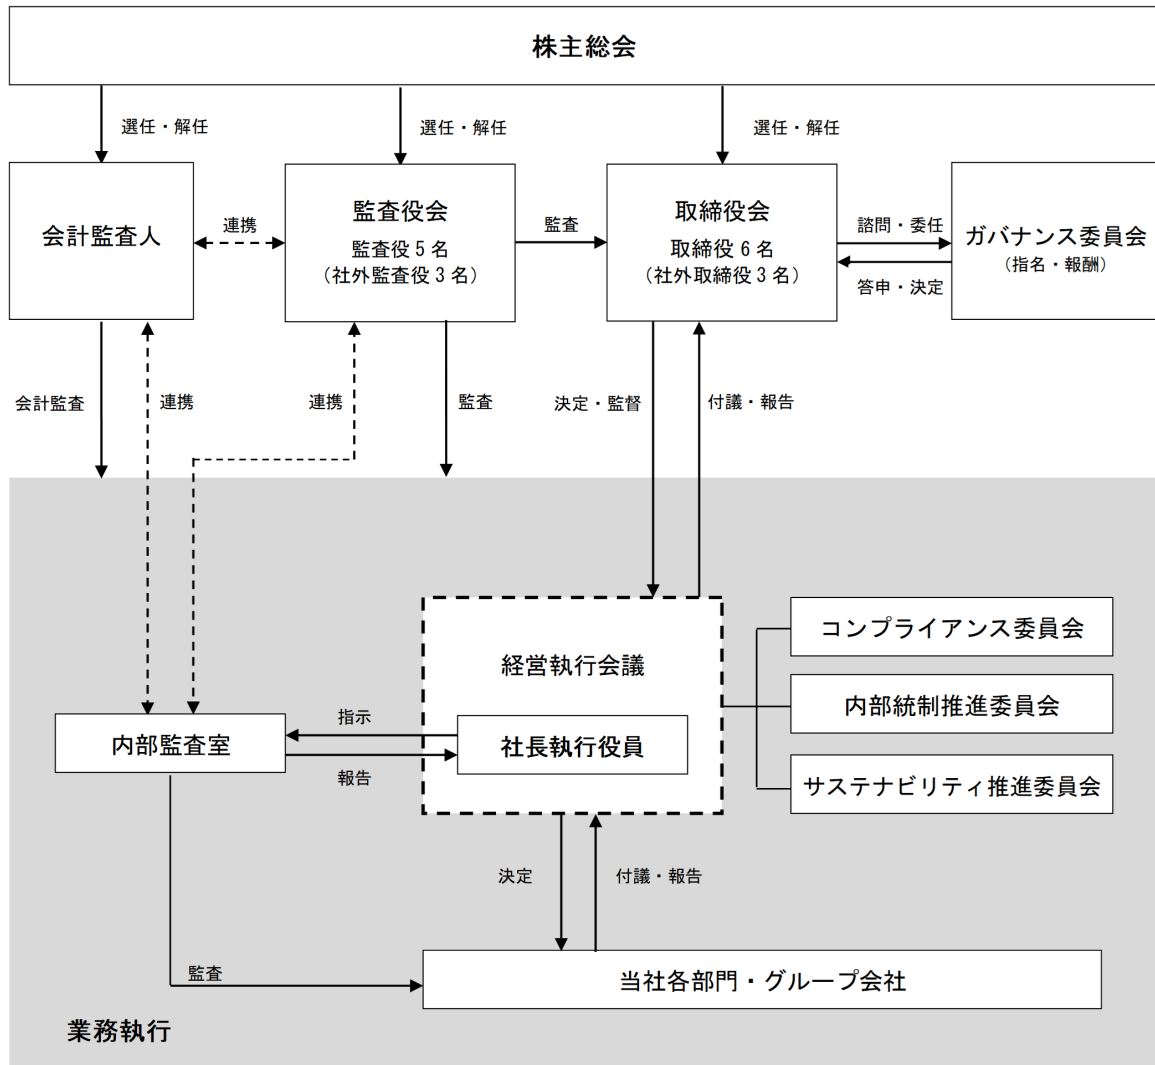 株主総会
選任・解任
選任・解任
選任・解任
会計監査人
連携
監査役会
監査役5名
（社外監査役3名）
監査
取締役会
取締役6名
（社外取締役3名）
諮問・委任
答申・決定
ガバナンス委員会
（指名・報酬）
会計監査
連携
連携
監査
決定・監督
付議・報告
経営執行会議
社長執行役員
コンプライアンス委員会
内部統制推進委員会
サステナビリティ推進委員会
指示
報告
内部監査室
決定
付議・報告
監査
当社各部門・グループ会社
業務執行